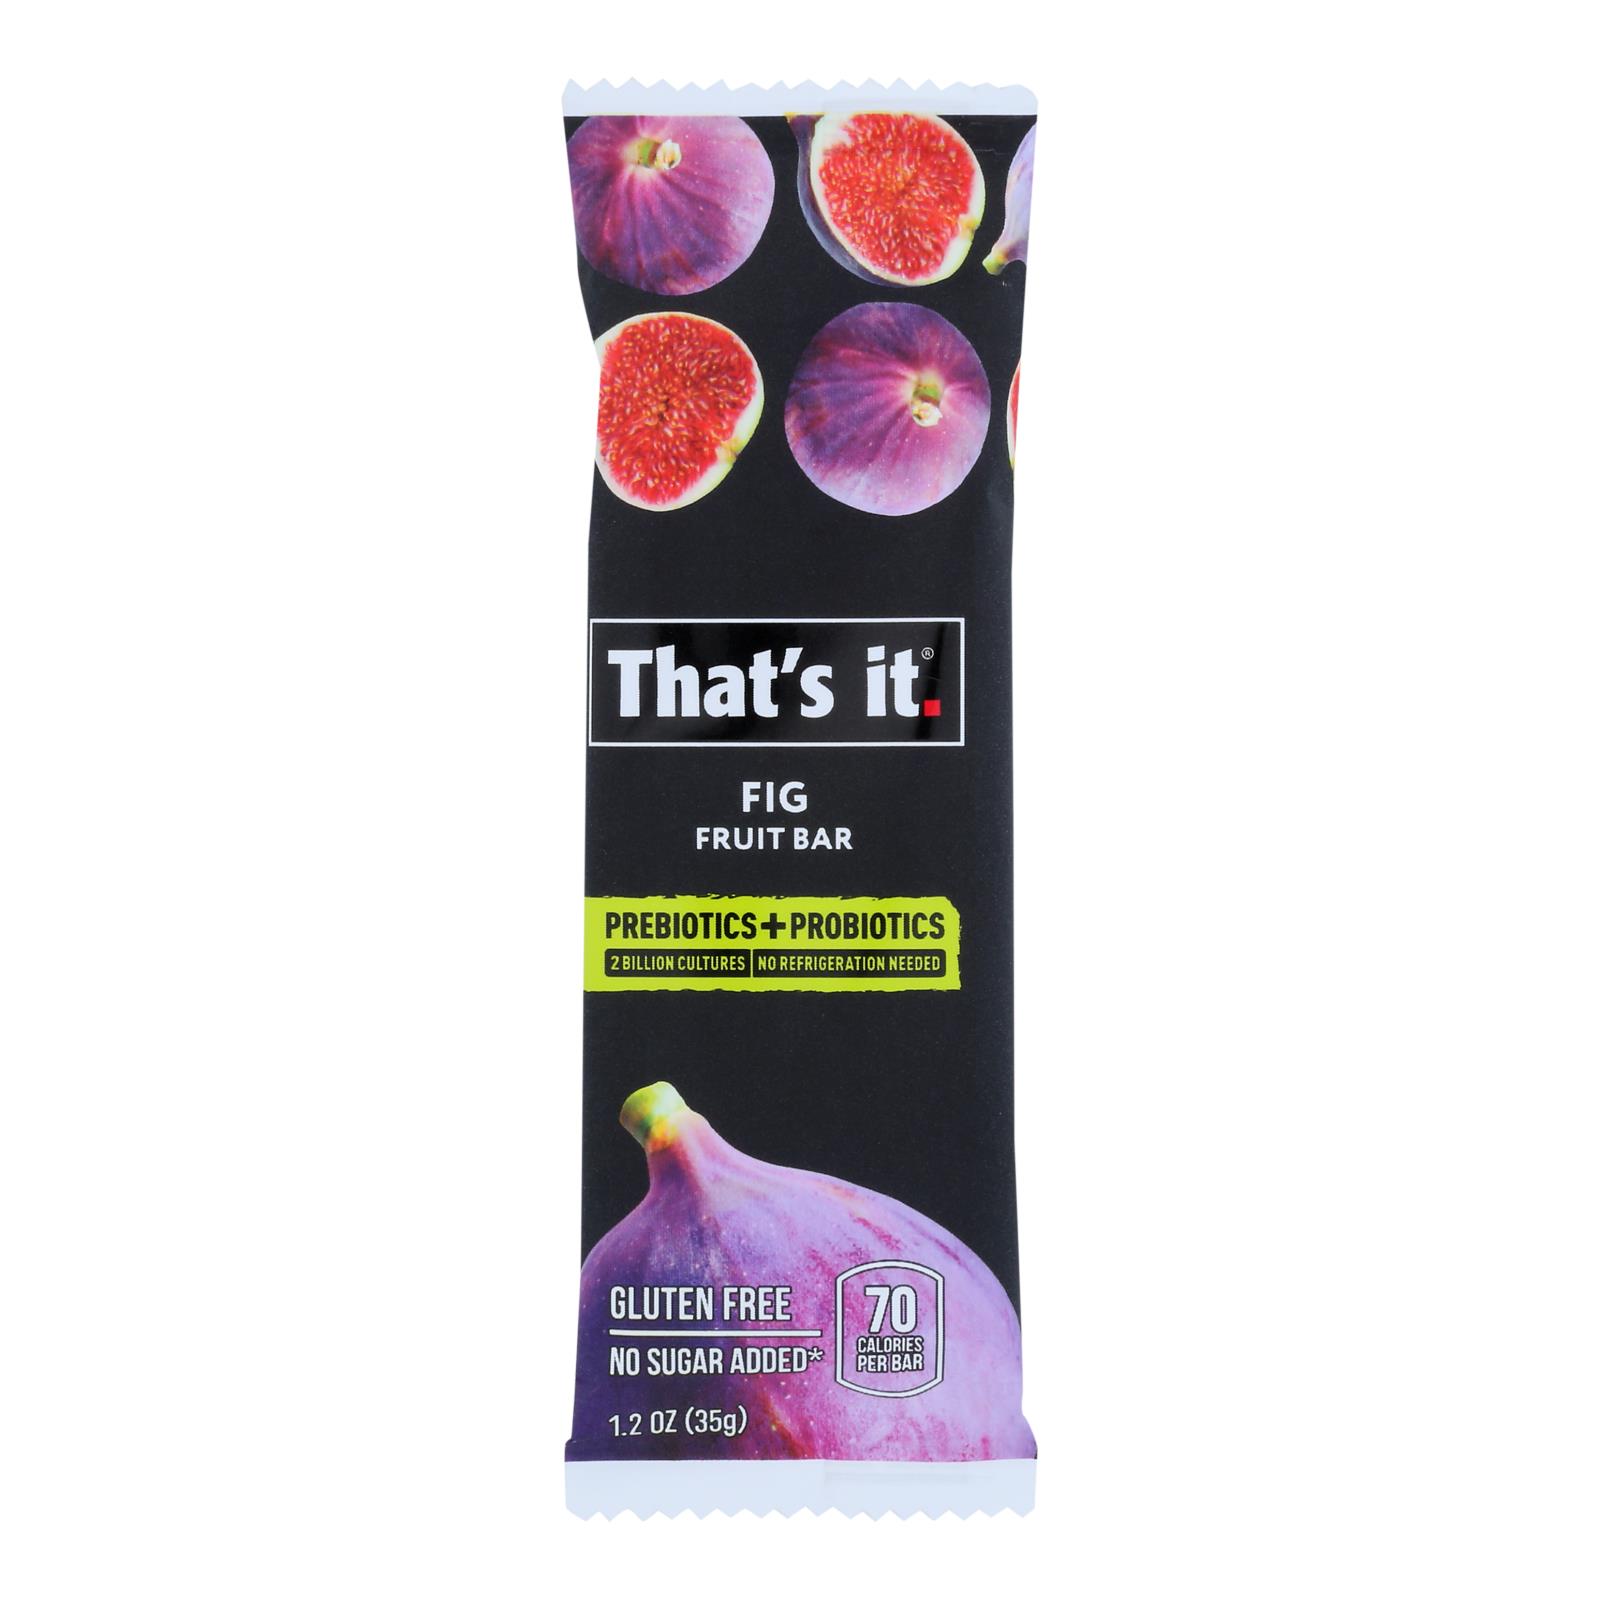 That's it.®
FIG
FRUIT BAR
PREBIOTICS+PROBIOTICS
2 BILLION CULTURES | NO REFRIGERATION NEEDED
GLUTEN FREE
NO SUGAR ADDED*
70
CALORIES
PER BAR
1.2 OZ (35g)